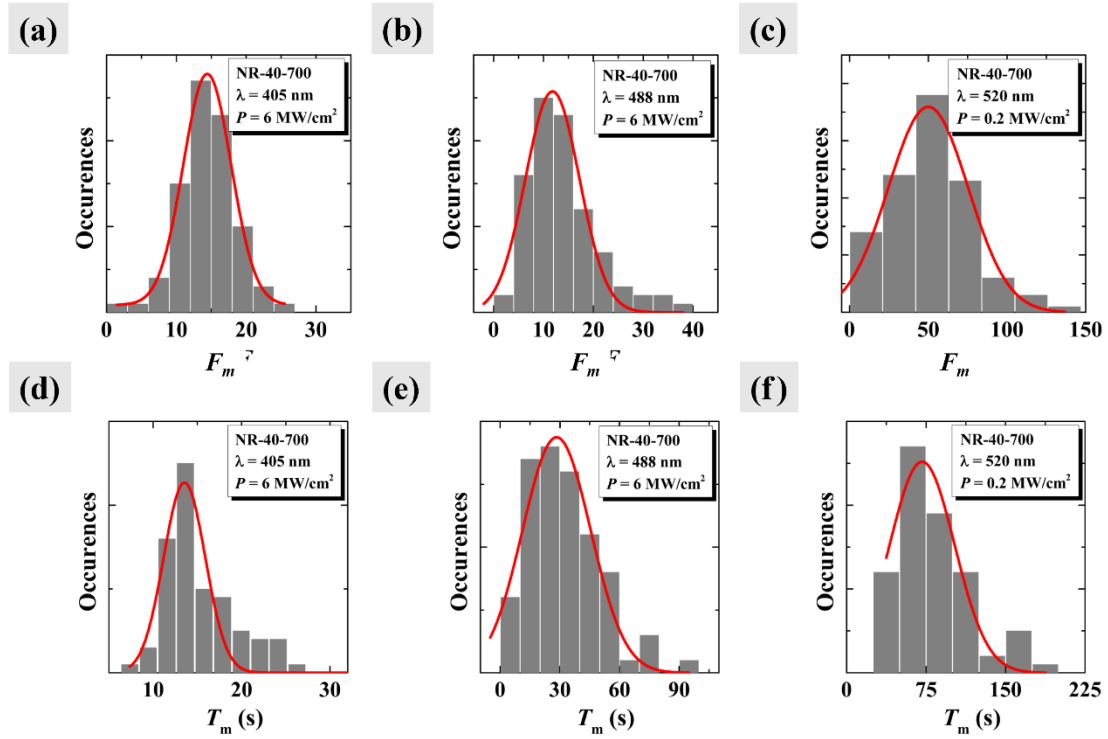 (a)
NR-40-700
λ = 405 nm
P = 6 MW/cm²
Occurences
0 10 20 30
Fm
(b)
NR-40-700
λ = 488 nm
P = 6 MW/cm²
Occurences
0 10 20 30 40
Fm
(c)
NR-40-700
λ = 520 nm
P = 0.2 MW/cm²
Occurences
0 50 100 150
Fm
(d)
NR-40-700
λ = 405 nm
P = 6 MW/cm²
Occurences
10 20 30
Tm (s)
(e)
NR-40-700
λ = 488 nm
P = 6 MW/cm²
Occurences
0 30 60 90
Tm (s)
(f)
NR-40-700
λ = 520 nm
P = 0.2 MW/cm²
Occurences
0 75 150 225
Tm (s)